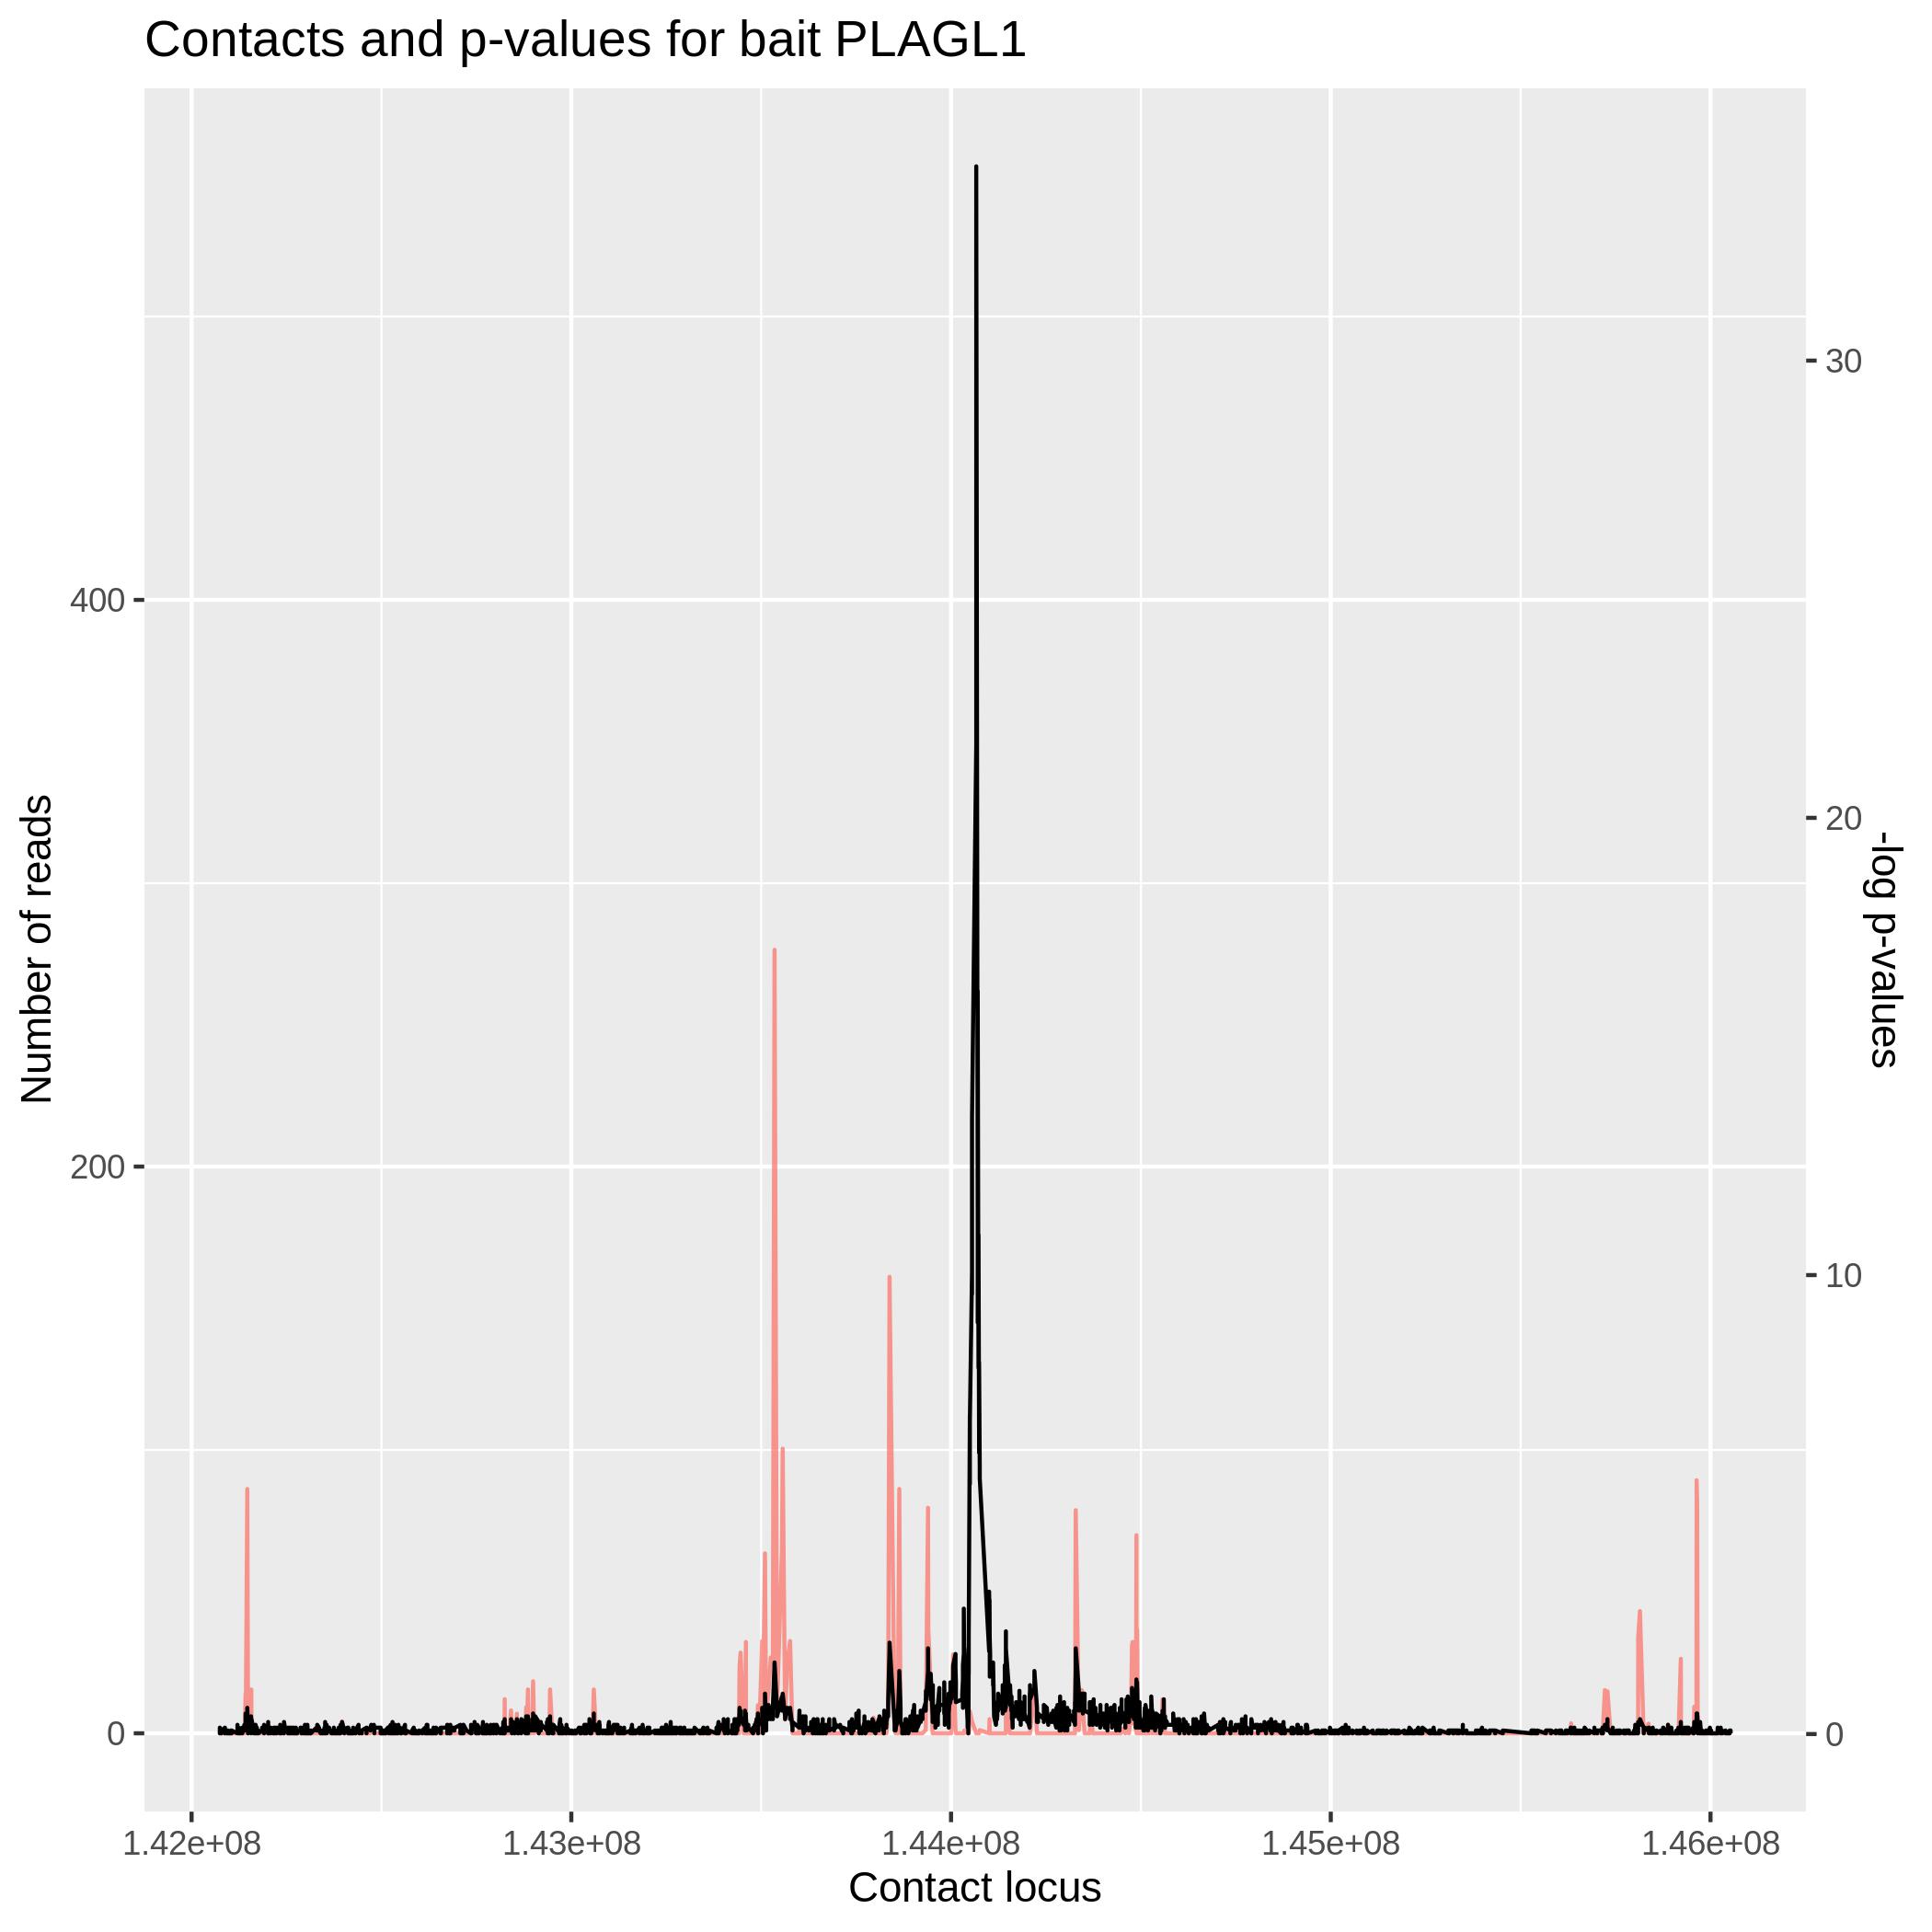 Contacts and p-values for bait PLAGL1
Number of reads
400
200
0
30
20
10
0
-log p-values
1.42e+08 1.43e+08 1.44e+08 1.45e+08 1.46e+08
Contact locus